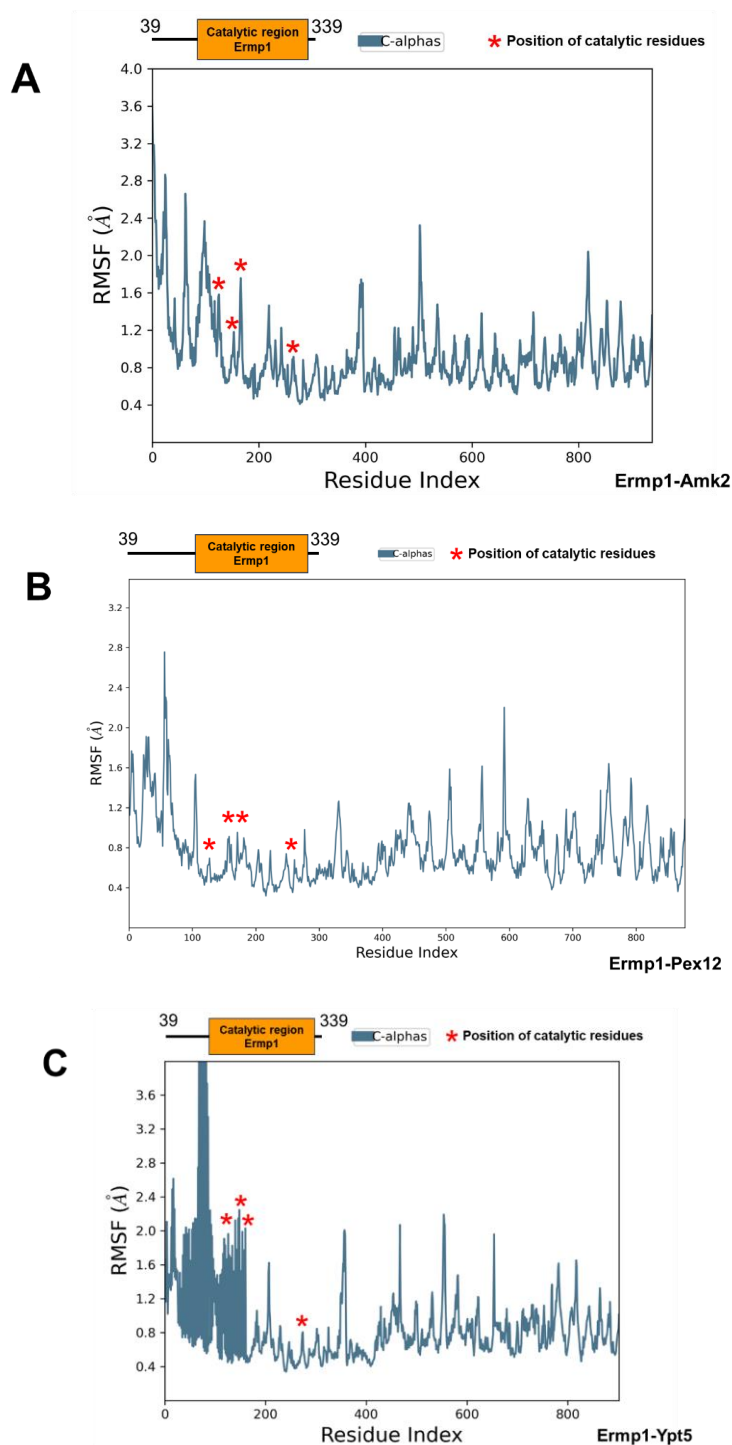 39
Catalytic region
Ermp1
339
C-alphas
* Position of catalytic residues
A
4.0
3.6
3.2
2.8
2.4
2.0
1.6
1.2
0.8
0.4
RMSF (Å)
* * * *
0 200 400 600 800
Residue Index
Ermp1-Amk2
39
Catalytic region
Ermp1
339
C-alphas
* Position of catalytic residues
B
3.2
2.8
2.4
2.0
1.6
1.2
0.8
0.4
RMSF (Å)
* * * *
0 100 200 300 400 500 600 700 800
Residue Index
Ermp1-Pex12
39
Catalytic region
Ermp1
339
C-alphas
* Position of catalytic residues
C
3.6
3.2
2.8
2.4
2.0
1.6
1.2
0.8
0.4
RMSF (Å)
* * * *
0 200 400 600 800
Residue Index
Ermp1-Ypt5